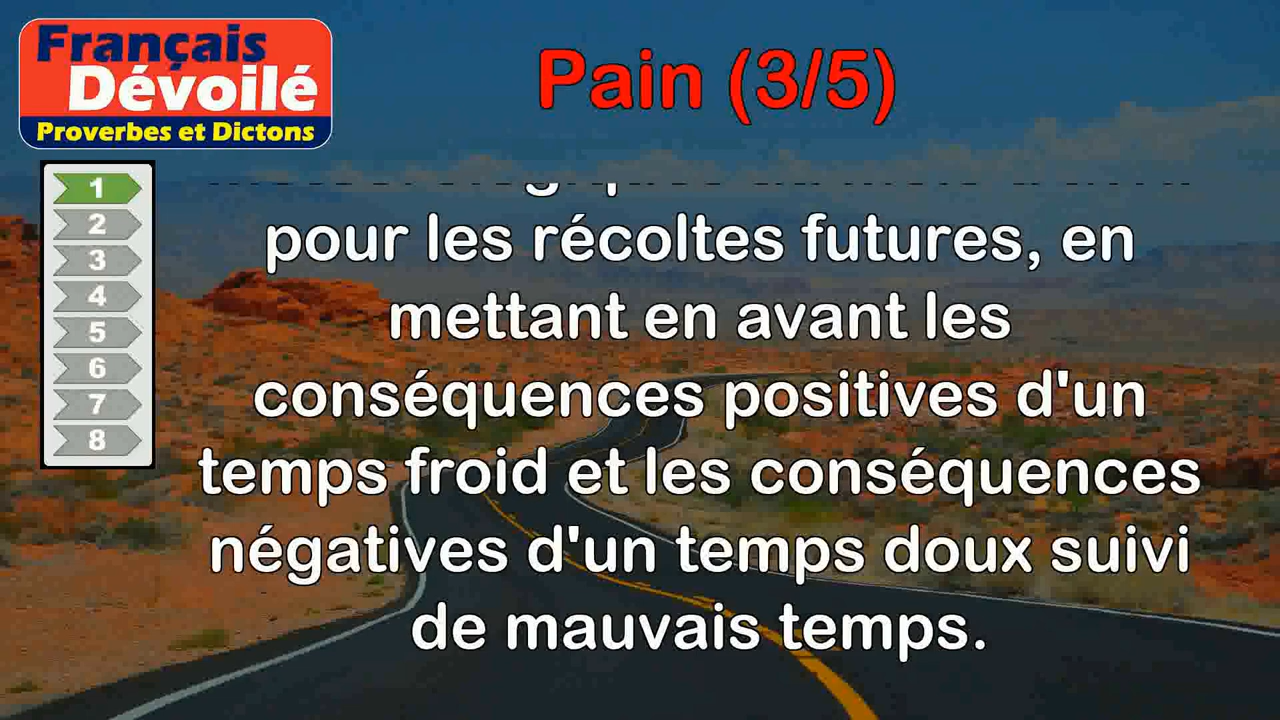 Français
Dévoilé
Proverbes et Dictons
Pain (3/5)
1
2
3
4
5
6
7
8
pour les récoltes futures, en
mettant en avant les
conséquences positives d'un
temps froid et les conséquences
négatives d'un temps doux suivi
de mauvais temps.